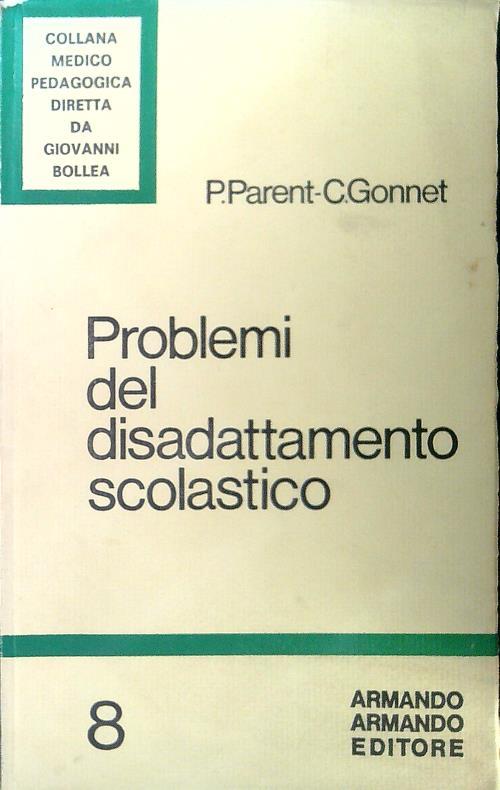 COLLANA
MEDICO
PEDAGOGICA
DIRETTA
DA
GIOVANNI
BOLLEA
P.Parent-C.Gonnet
Problemi
del
disadattamento
scolastico
8
ARMANDO
ARMANDO
EDITORE